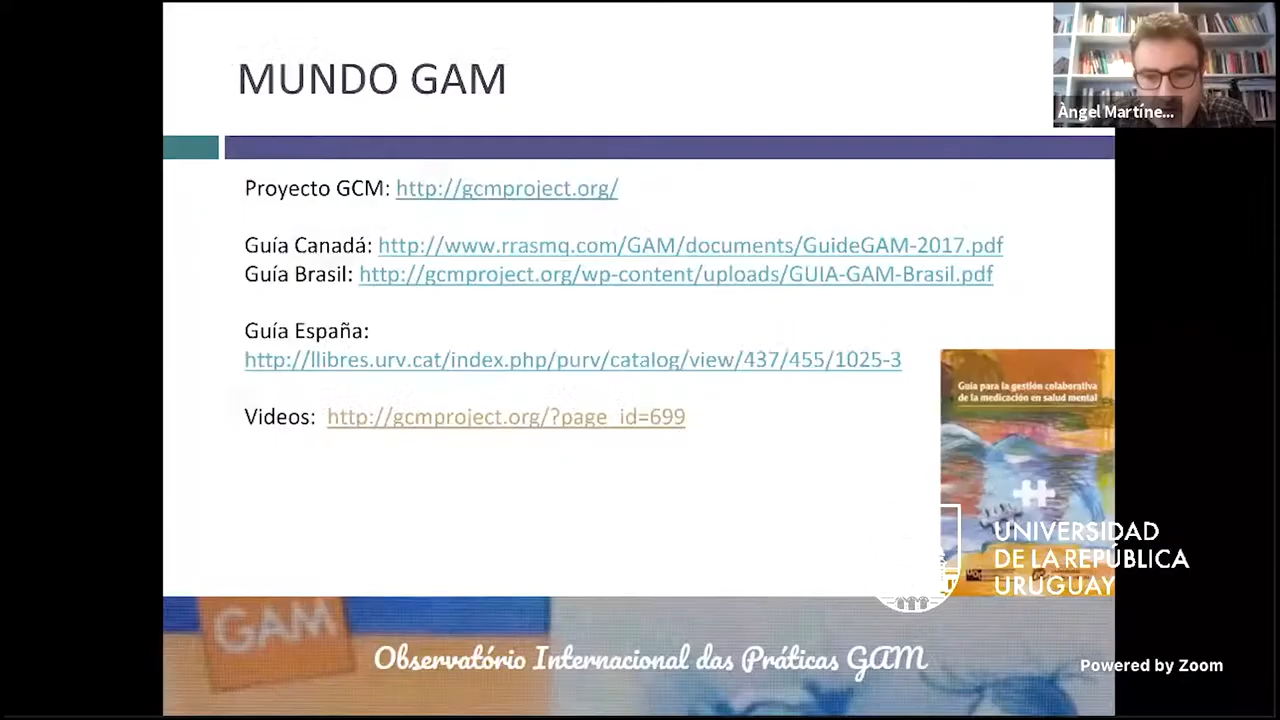 MUNDO GAM
Àngel Martíne...
Proyecto GCM: http://gcmproject.org/
Guía Canadá: http://www.rrasmq.com/GAM/documents/GuideGAM-2017.pdf
Guía Brasil: http://gcmproject.org/wp-content/uploads/GUIA-GAM-Brasil.pdf
Guía España:
http://llibres.urv.cat/index.php/purv/catalog/view/437/455/1025-3
Videos: http://gcmproject.org/?page_id=699
Guía para la gestión colaborativa
de la medicación en salud mental
UNIVERSIDAD
DE LA REPÚBLICA
URUGUAY
GAM
Observatório Internacional das Práticas GAM
Powered by Zoom